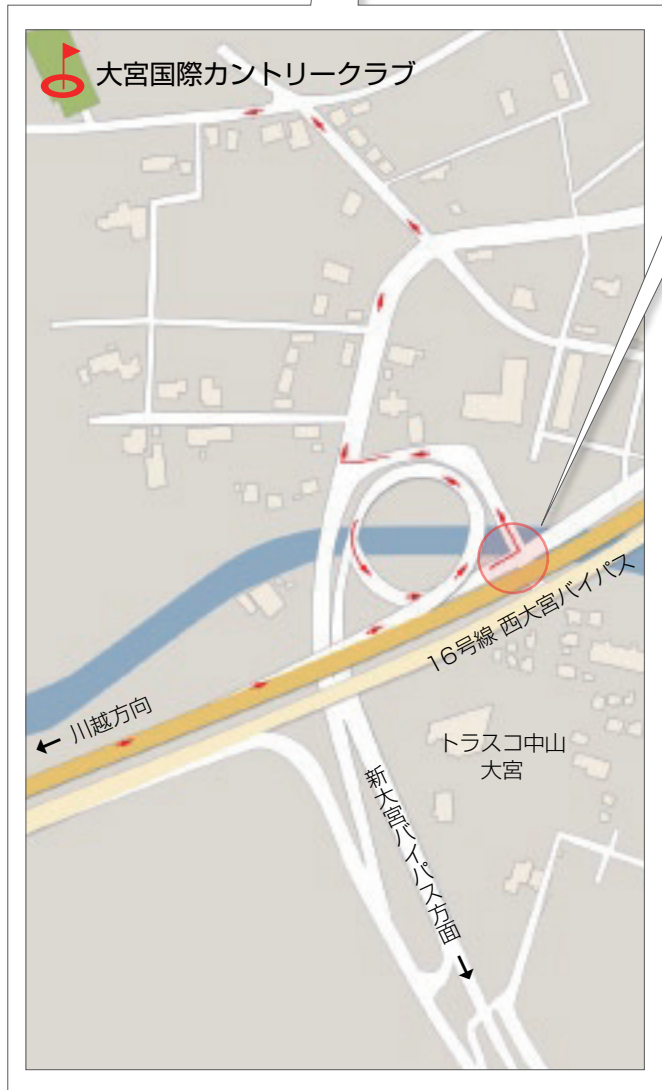 大宮国際カントリークラブ
16号線 西大宮バイパス
川越方向
トラスコ中山
大宮
新大宮バイパス方面